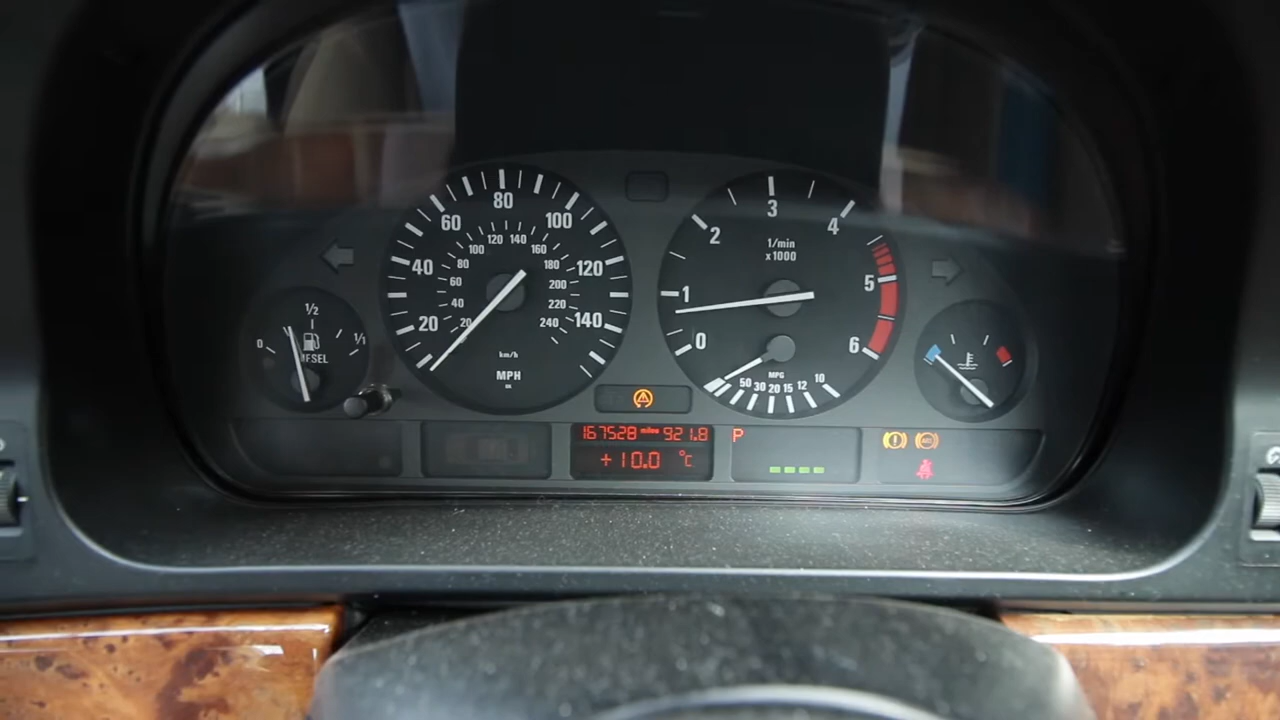 80
60 100
120 140
100 160
40 80 180 120
60 200
40 220
20 20 240 140
km/h
MPH
3
2 4
1/min
x1000
1 5
0 6
MPG
50 30 20 15 12 10
1/2
0 1/1
167528 miles 921.8
+10.0 °C
P